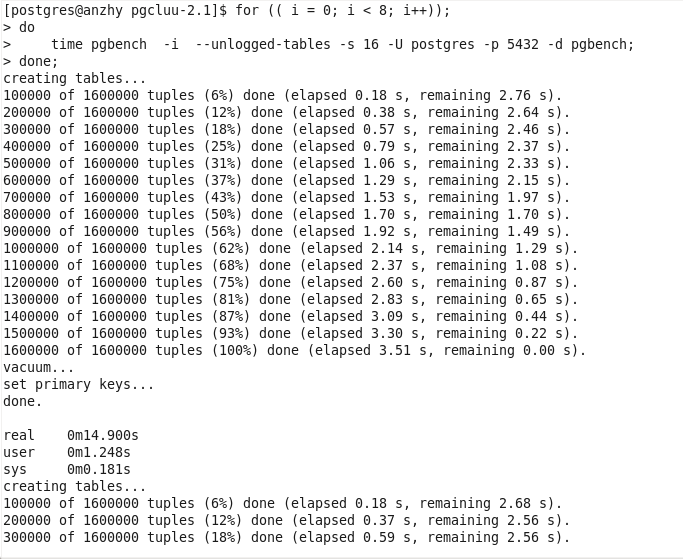 [postgres@anzhy pgcluu-2.1]$ for (( i = 0; i < 8; i++));
> do
>     time pgbench  -i  --unlogged-tables -s 16 -U postgres -p 5432 -d pgbench;
> done;
creating tables...
100000 of 1600000 tuples (6%) done (elapsed 0.18 s, remaining 2.76 s).
200000 of 1600000 tuples (12%) done (elapsed 0.38 s, remaining 2.64 s).
300000 of 1600000 tuples (18%) done (elapsed 0.57 s, remaining 2.46 s).
400000 of 1600000 tuples (25%) done (elapsed 0.79 s, remaining 2.37 s).
500000 of 1600000 tuples (31%) done (elapsed 1.06 s, remaining 2.33 s).
600000 of 1600000 tuples (37%) done (elapsed 1.29 s, remaining 2.15 s).
700000 of 1600000 tuples (43%) done (elapsed 1.53 s, remaining 1.97 s).
800000 of 1600000 tuples (50%) done (elapsed 1.70 s, remaining 1.70 s).
900000 of 1600000 tuples (56%) done (elapsed 1.92 s, remaining 1.49 s).
1000000 of 1600000 tuples (62%) done (elapsed 2.14 s, remaining 1.29 s).
1100000 of 1600000 tuples (68%) done (elapsed 2.37 s, remaining 1.08 s).
1200000 of 1600000 tuples (75%) done (elapsed 2.60 s, remaining 0.87 s).
1300000 of 1600000 tuples (81%) done (elapsed 2.83 s, remaining 0.65 s).
1400000 of 1600000 tuples (87%) done (elapsed 3.09 s, remaining 0.44 s).
1500000 of 1600000 tuples (93%) done (elapsed 3.30 s, remaining 0.22 s).
1600000 of 1600000 tuples (100%) done (elapsed 3.51 s, remaining 0.00 s).
vacuum...
set primary keys...
done.

real    0m14.900s
user    0m1.248s
sys     0m0.181s
creating tables...
100000 of 1600000 tuples (6%) done (elapsed 0.18 s, remaining 2.68 s).
200000 of 1600000 tuples (12%) done (elapsed 0.37 s, remaining 2.56 s).
300000 of 1600000 tuples (18%) done (elapsed 0.59 s, remaining 2.56 s).